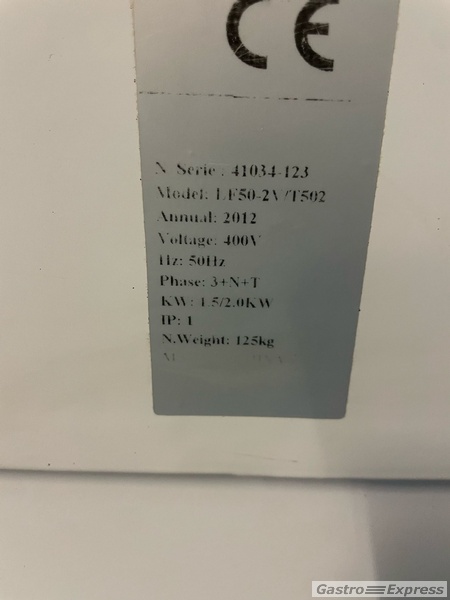 CE
N Serie . 41034-123
Model: LF50-2V/T502
Annual: 2012
Voltage: 400V
Hz: 50Hz
Phase: 3+N+T
KW: 1.5/2.0KW
IP: 1
N.Weight: 125kg
Gastro Express